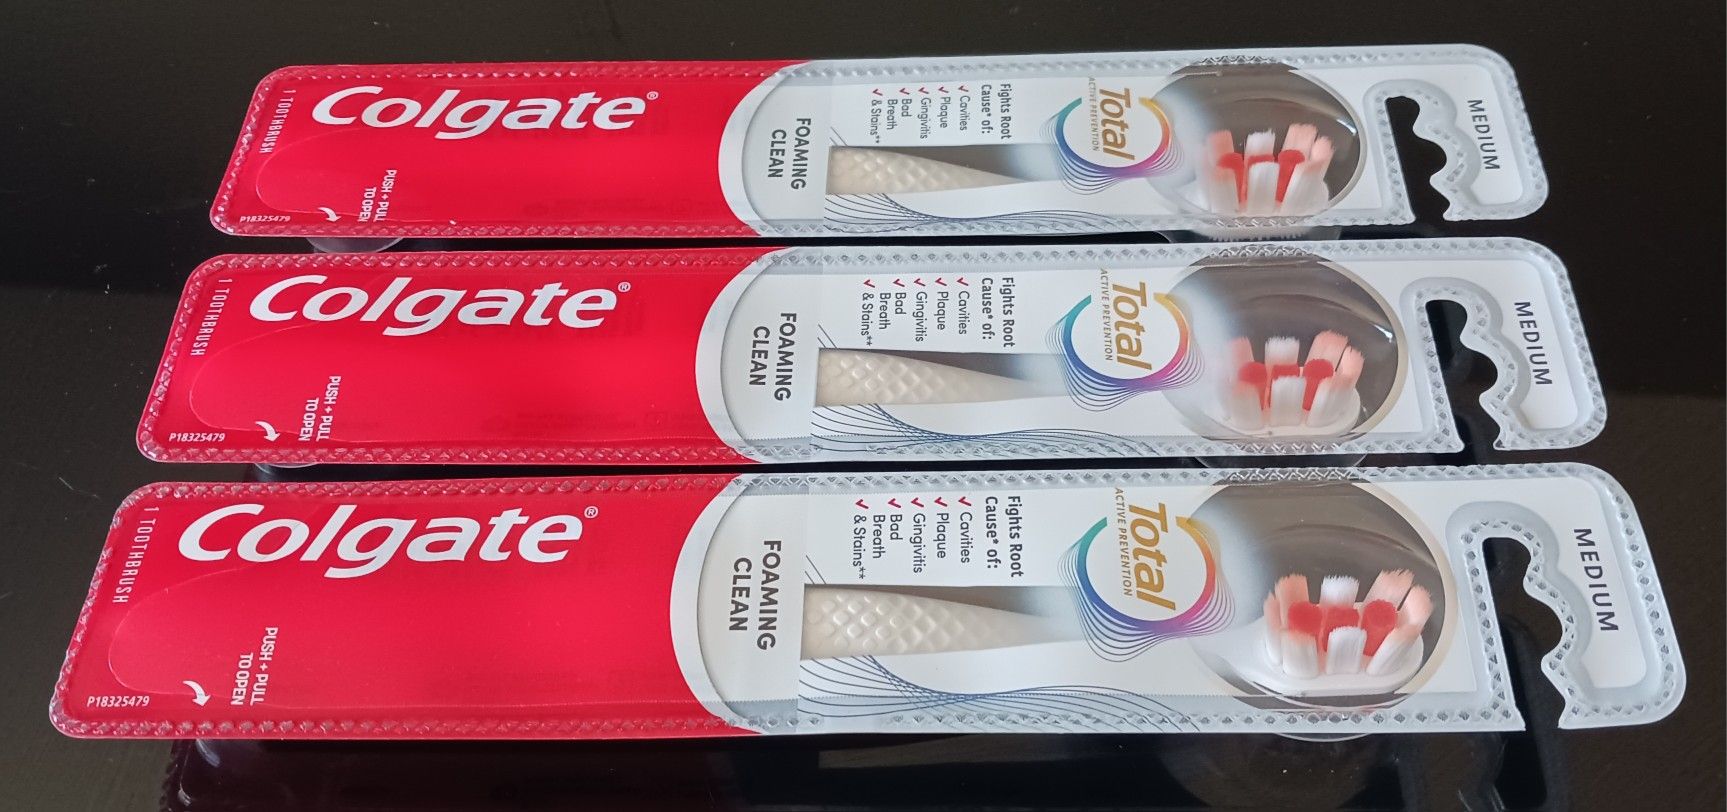 Colgate®
1 TOOTHBRUSH
PUSH + PULL
TO OPEN
P18325479
FOAMING
CLEAN
Fights Root
Cause* of:
✓ Cavities
✓ Plaque
✓ Gingivitis
✓ Bad
Breath
✓ & Stains**
Total
ACTIVE PREVENTION
MEDIUM
Colgate®
1 TOOTHBRUSH
PUSH + PULL
TO OPEN
P18325479
FOAMING
CLEAN
Fights Root
Cause* of:
✓ Cavities
✓ Plaque
✓ Gingivitis
✓ Bad
Breath
✓ & Stains**
Total
ACTIVE PREVENTION
MEDIUM
Colgate®
1 TOOTHBRUSH
PUSH + PULL
TO OPEN
P18325479
FOAMING
CLEAN
Fights Root
Cause* of:
✓ Cavities
✓ Plaque
✓ Gingivitis
✓ Bad
Breath
✓ & Stains**
Total
ACTIVE PREVENTION
MEDIUM